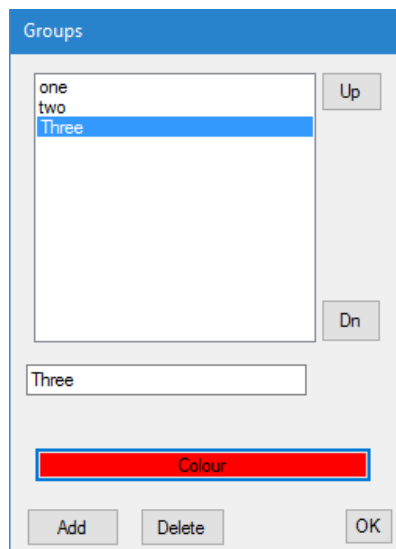 Groups
one
Up
two
Three
Dn
Three
Colour
Add Delete OK